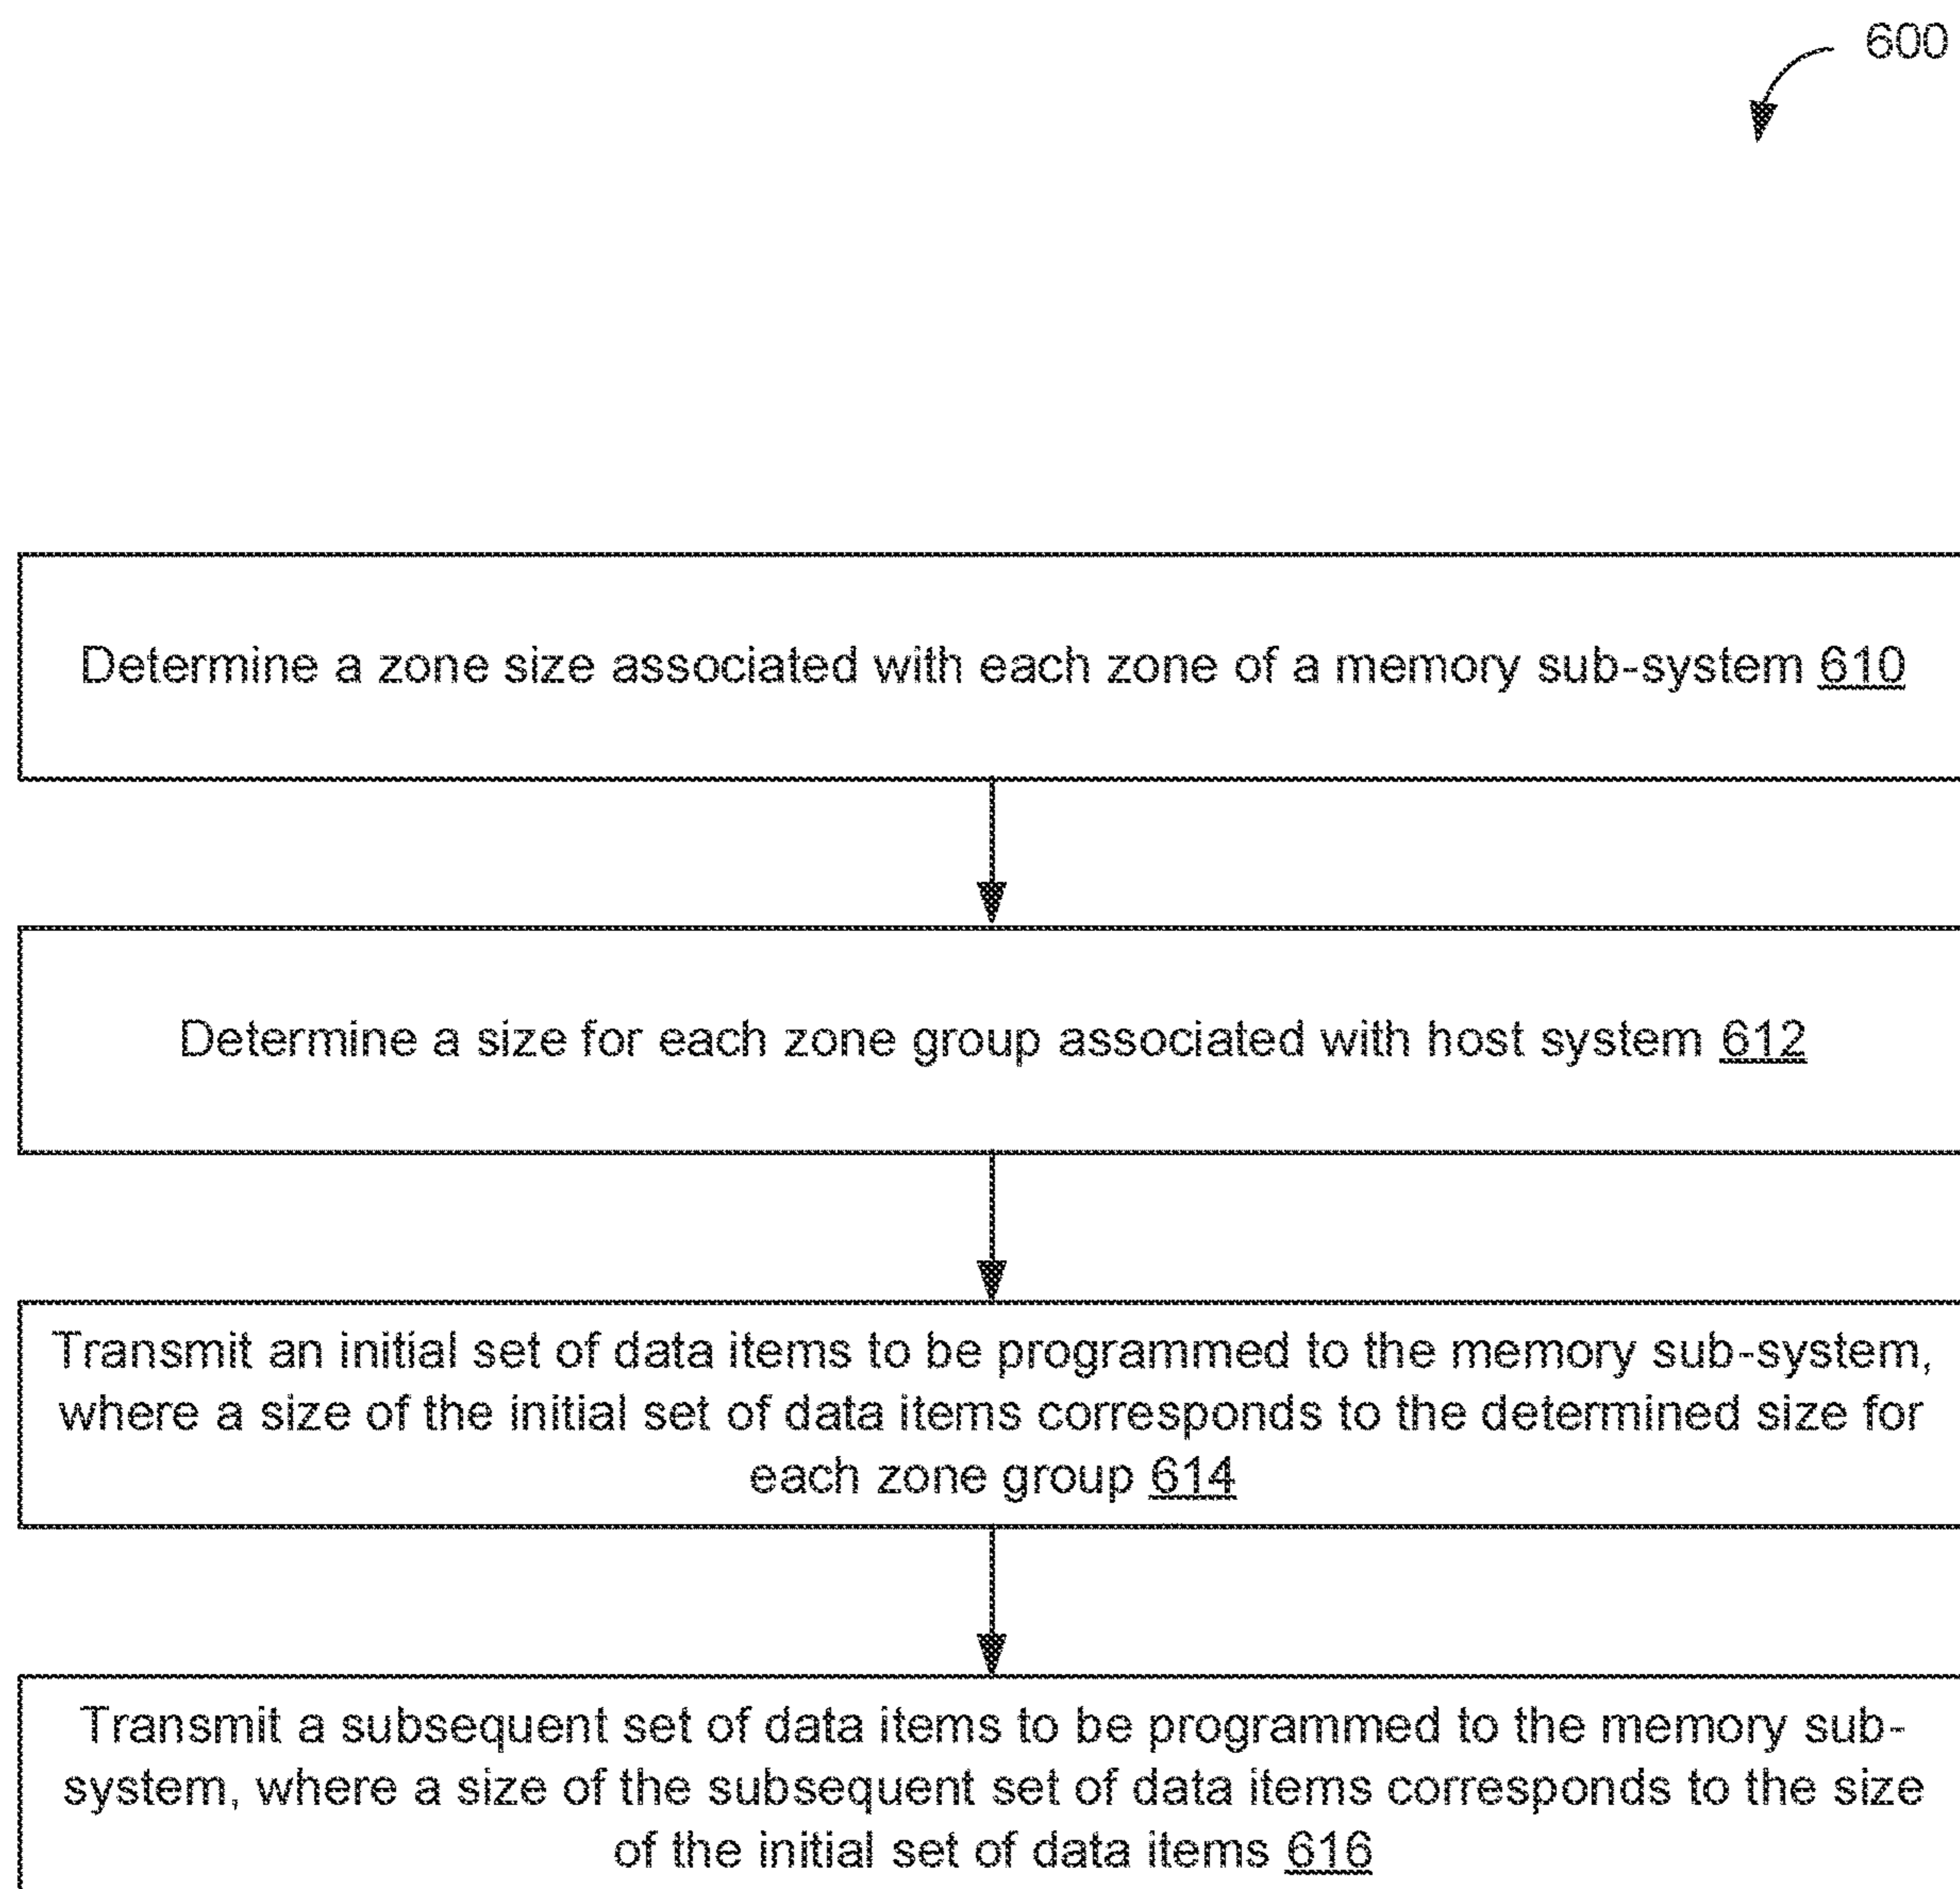 600
Determine a zone size associated with each zone of a memory sub-system 610
Determine a size for each zone group associated with host system 612
Transmit an initial set of data items to be programmed to the memory sub-system,
where a size of the initial set of data items corresponds to the determined size for
each zone group 614
Transmit a subsequent set of data items to be programmed to the memory sub-
system, where a size of the subsequent set of data items corresponds to the size
of the initial set of data items 616